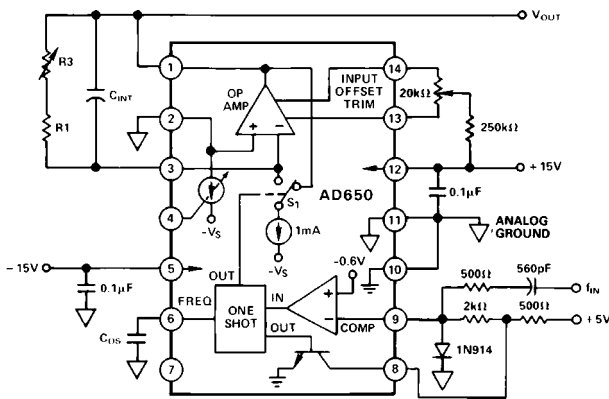 V_OUT
R3
C_INT
R1
1
2
3
4
5
6
7
14
13
12
11
10
9
8
OP
AMP
INPUT
OFFSET
TRIM
20kΩ
250kΩ
+15V
0.1µF
ANALOG
GROUND
AD650
S1
1mA
-V_S
-V_S
+
−
-0.6V
+
−
COMP
IN
OUT
OUT
FREQ
ONE
SHOT
-15V
0.1µF
C_OS
500Ω
560pF
f_IN
2kΩ
500Ω
+5V
1N914